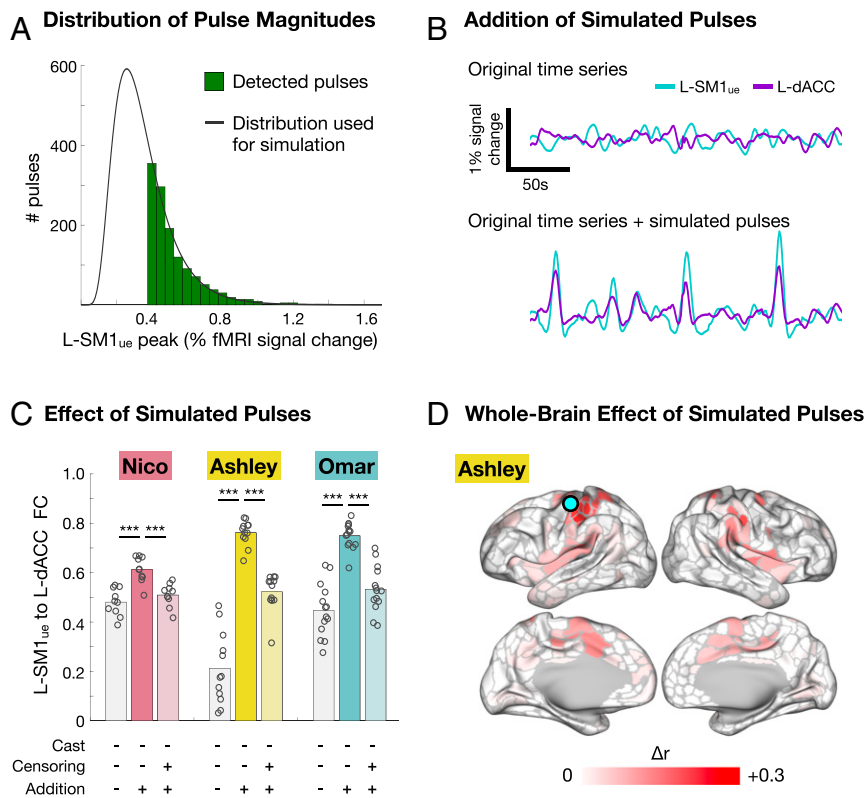 A Distribution of Pulse Magnitudes
600
400
200
# pulses
Detected pulses
Distribution used
for simulation
0.4 0.8 1.2 1.6
L-SM1ue peak (% fMRI signal change)
B Addition of Simulated Pulses
Original time series
L-SM1ue L-dACC
1% signal
change
50s
Original time series + simulated pulses
C Effect of Simulated Pulses
Nico Ashley Omar
1.0
0.8
0.6
0.4
0.2
0
L-SM1ue to L-dACC FC
*** *** *** *** *** ***
Cast - - - - - - - - -
Censoring - - + - - + - - +
Addition - + + - + + - + +
D Whole-Brain Effect of Simulated Pulses
Ashley
Δr
0 +0.3